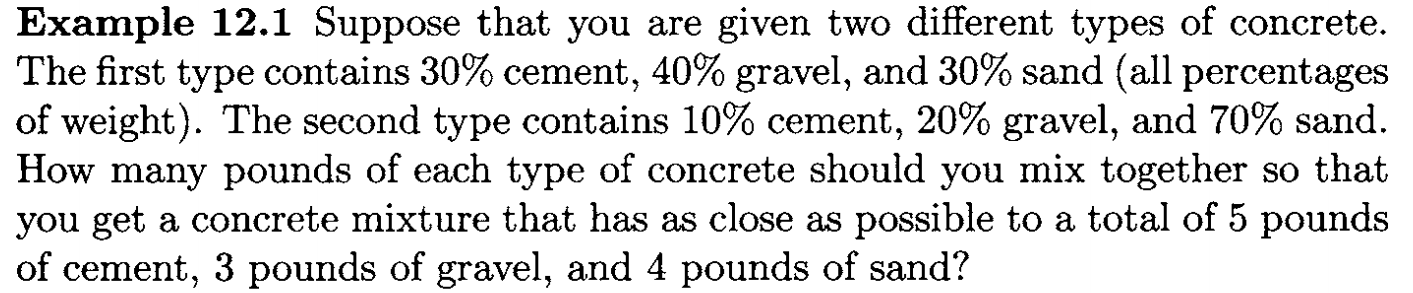 Example 12.1 Suppose that you are given two different types of concrete.
The first type contains 30% cement, 40% gravel, and 30% sand (all percentages
of weight). The second type contains 10% cement, 20% gravel, and 70% sand.
How many pounds of each type of concrete should you mix together so that
you get a concrete mixture that has as close as possible to a total of 5 pounds
of cement, 3 pounds of gravel, and 4 pounds of sand?